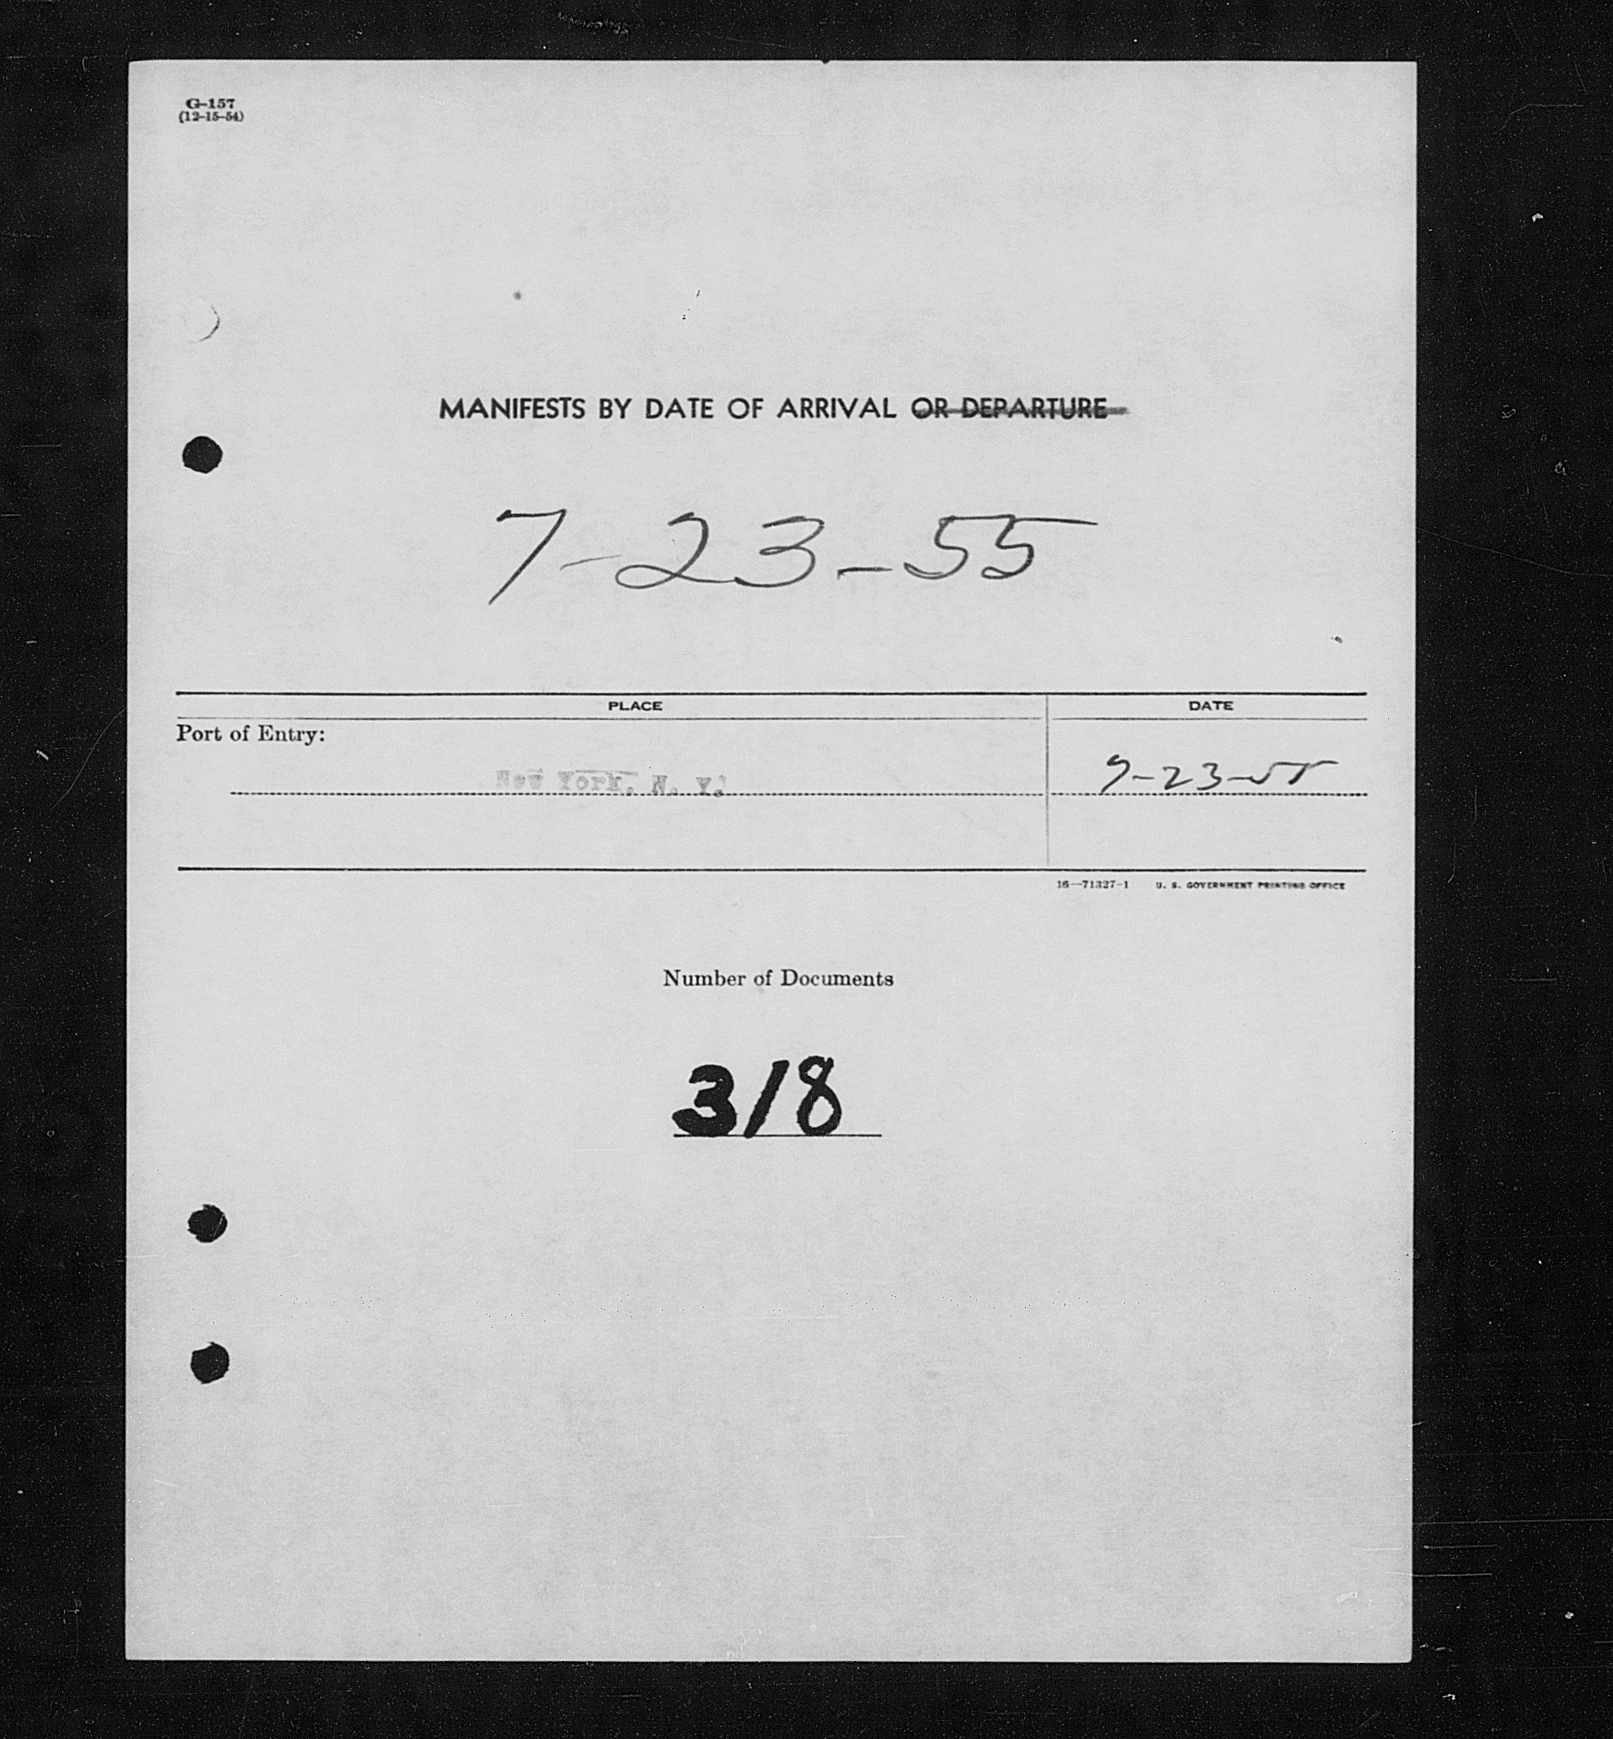 G-157
(12-15-54)
MANIFESTS BY DATE OF ARRIVAL OR DEPARTURE
7-23-55
PLACE DATE
Port of Entry:
New York, N. Y. 7-23-55
16—71327-1 U. S. GOVERNMENT PRINTING OFFICE
Number of Documents
318